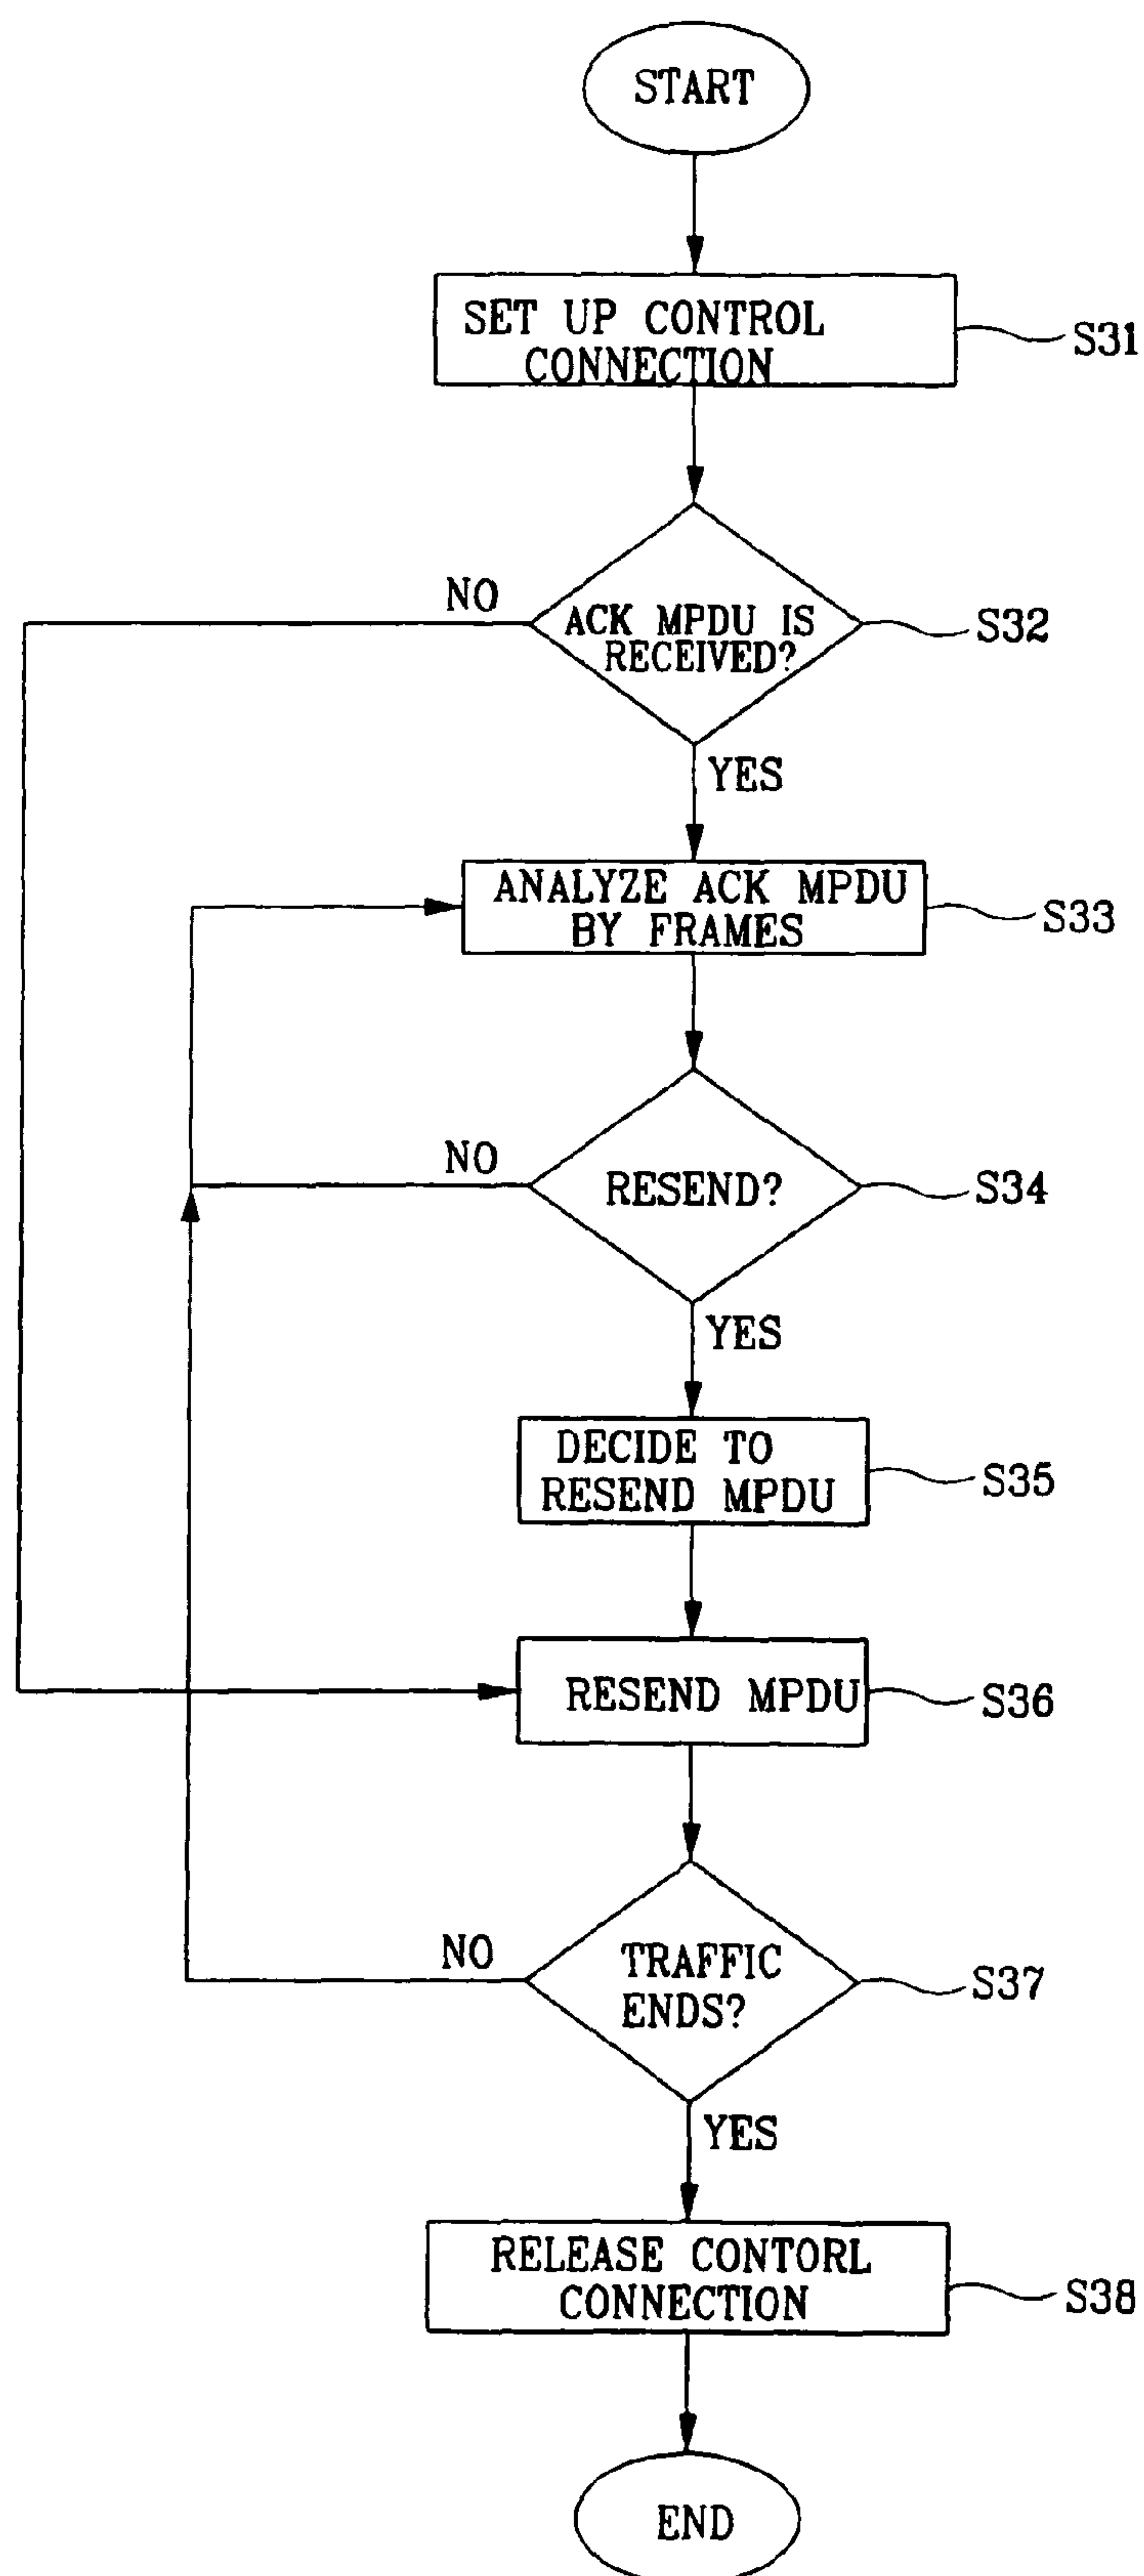 START
SET UP CONTROL
CONNECTION
S31
NO
ACK MPDU IS
RECEIVED?
S32
YES
ANALYZE ACK MPDU
BY FRAMES
S33
NO
RESEND?
S34
YES
DECIDE TO
RESEND MPDU
S35
RESEND MPDU
S36
NO
TRAFFIC
ENDS?
S37
YES
RELEASE CONTORL
CONNECTION
S38
END